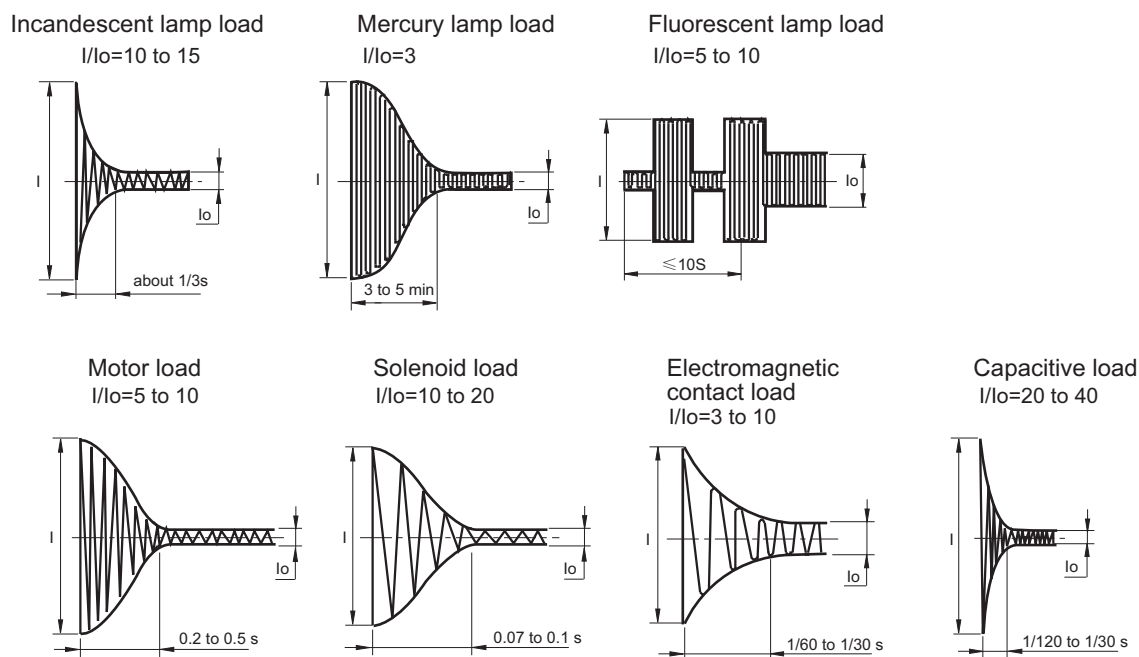 Incandescent lamp load
I/Io=10 to 15
I
Io
about 1/3s
Mercury lamp load
I/Io=3
I
Io
3 to 5 min
Fluorescent lamp load
I/Io=5 to 10
I
Io
≤10S
Motor load
I/Io=5 to 10
I
Io
0.2 to 0.5 s
Solenoid load
I/Io=10 to 20
I
Io
0.07 to 0.1 s
Electromagnetic
contact load
I/Io=3 to 10
I
Io
1/60 to 1/30 s
Capacitive load
I/Io=20 to 40
I
Io
1/120 to 1/30 s